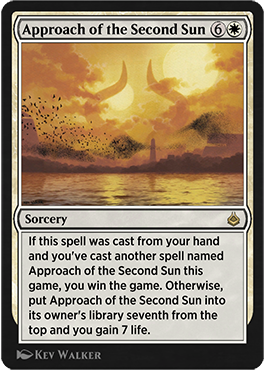 Approach of the Second Sun 6
Sorcery
If this spell was cast from your hand
and you've cast another spell named
Approach of the Second Sun this
game, you win the game. Otherwise,
put Approach of the Second Sun into
its owner's library seventh from the
top and you gain 7 life.
Kev Walker